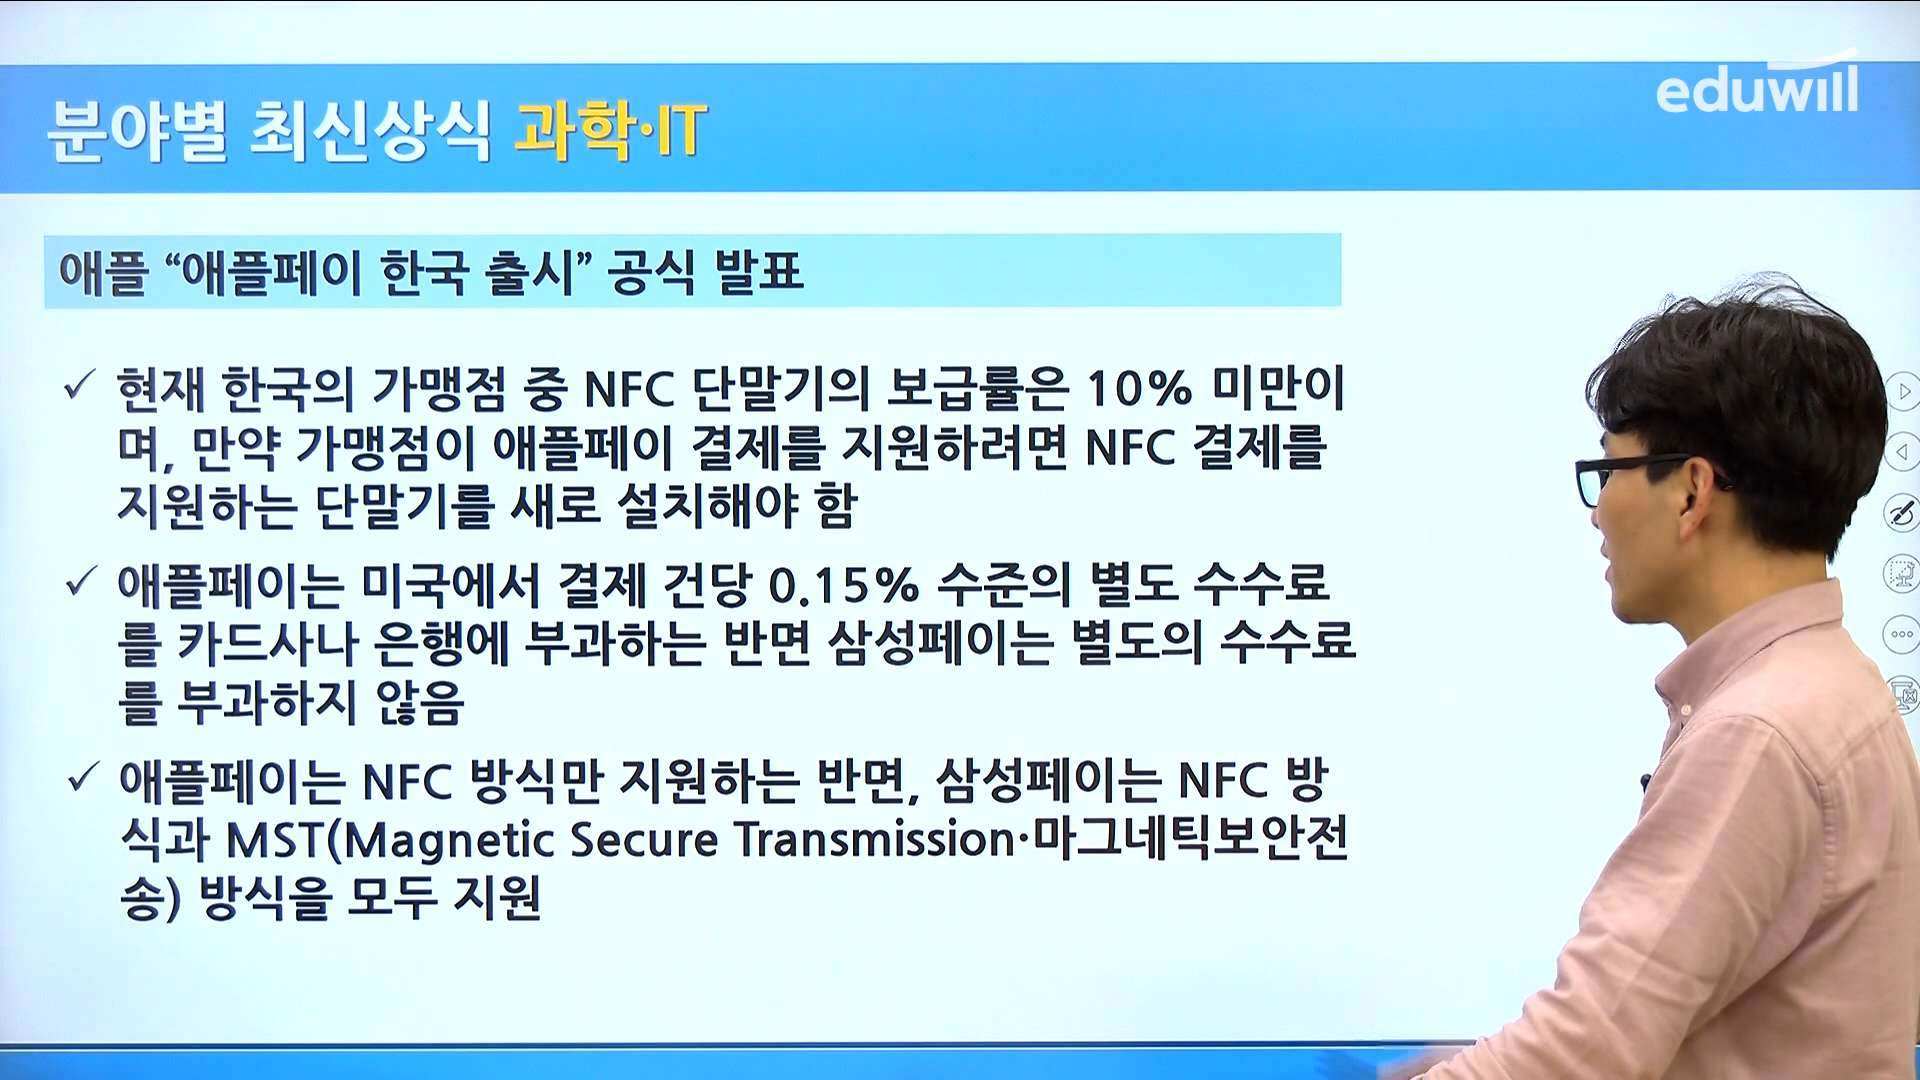 eduwill
분야별 최신상식 과학·IT
애플 “애플페이 한국 출시” 공식 발표
✓ 현재 한국의 가맹점 중 NFC 단말기의 보급률은 10% 미만이
며, 만약 가맹점이 애플페이 결제를 지원하려면 NFC 결제를
지원하는 단말기를 새로 설치해야 함
✓ 애플페이는 미국에서 결제 건당 0.15% 수준의 별도 수수료
를 카드사나 은행에 부과하는 반면 삼성페이는 별도의 수수료
를 부과하지 않음
✓ 애플페이는 NFC 방식만 지원하는 반면, 삼성페이는 NFC 방
식과 MST(Magnetic Secure Transmission·마그네틱보안전
송) 방식을 모두 지원